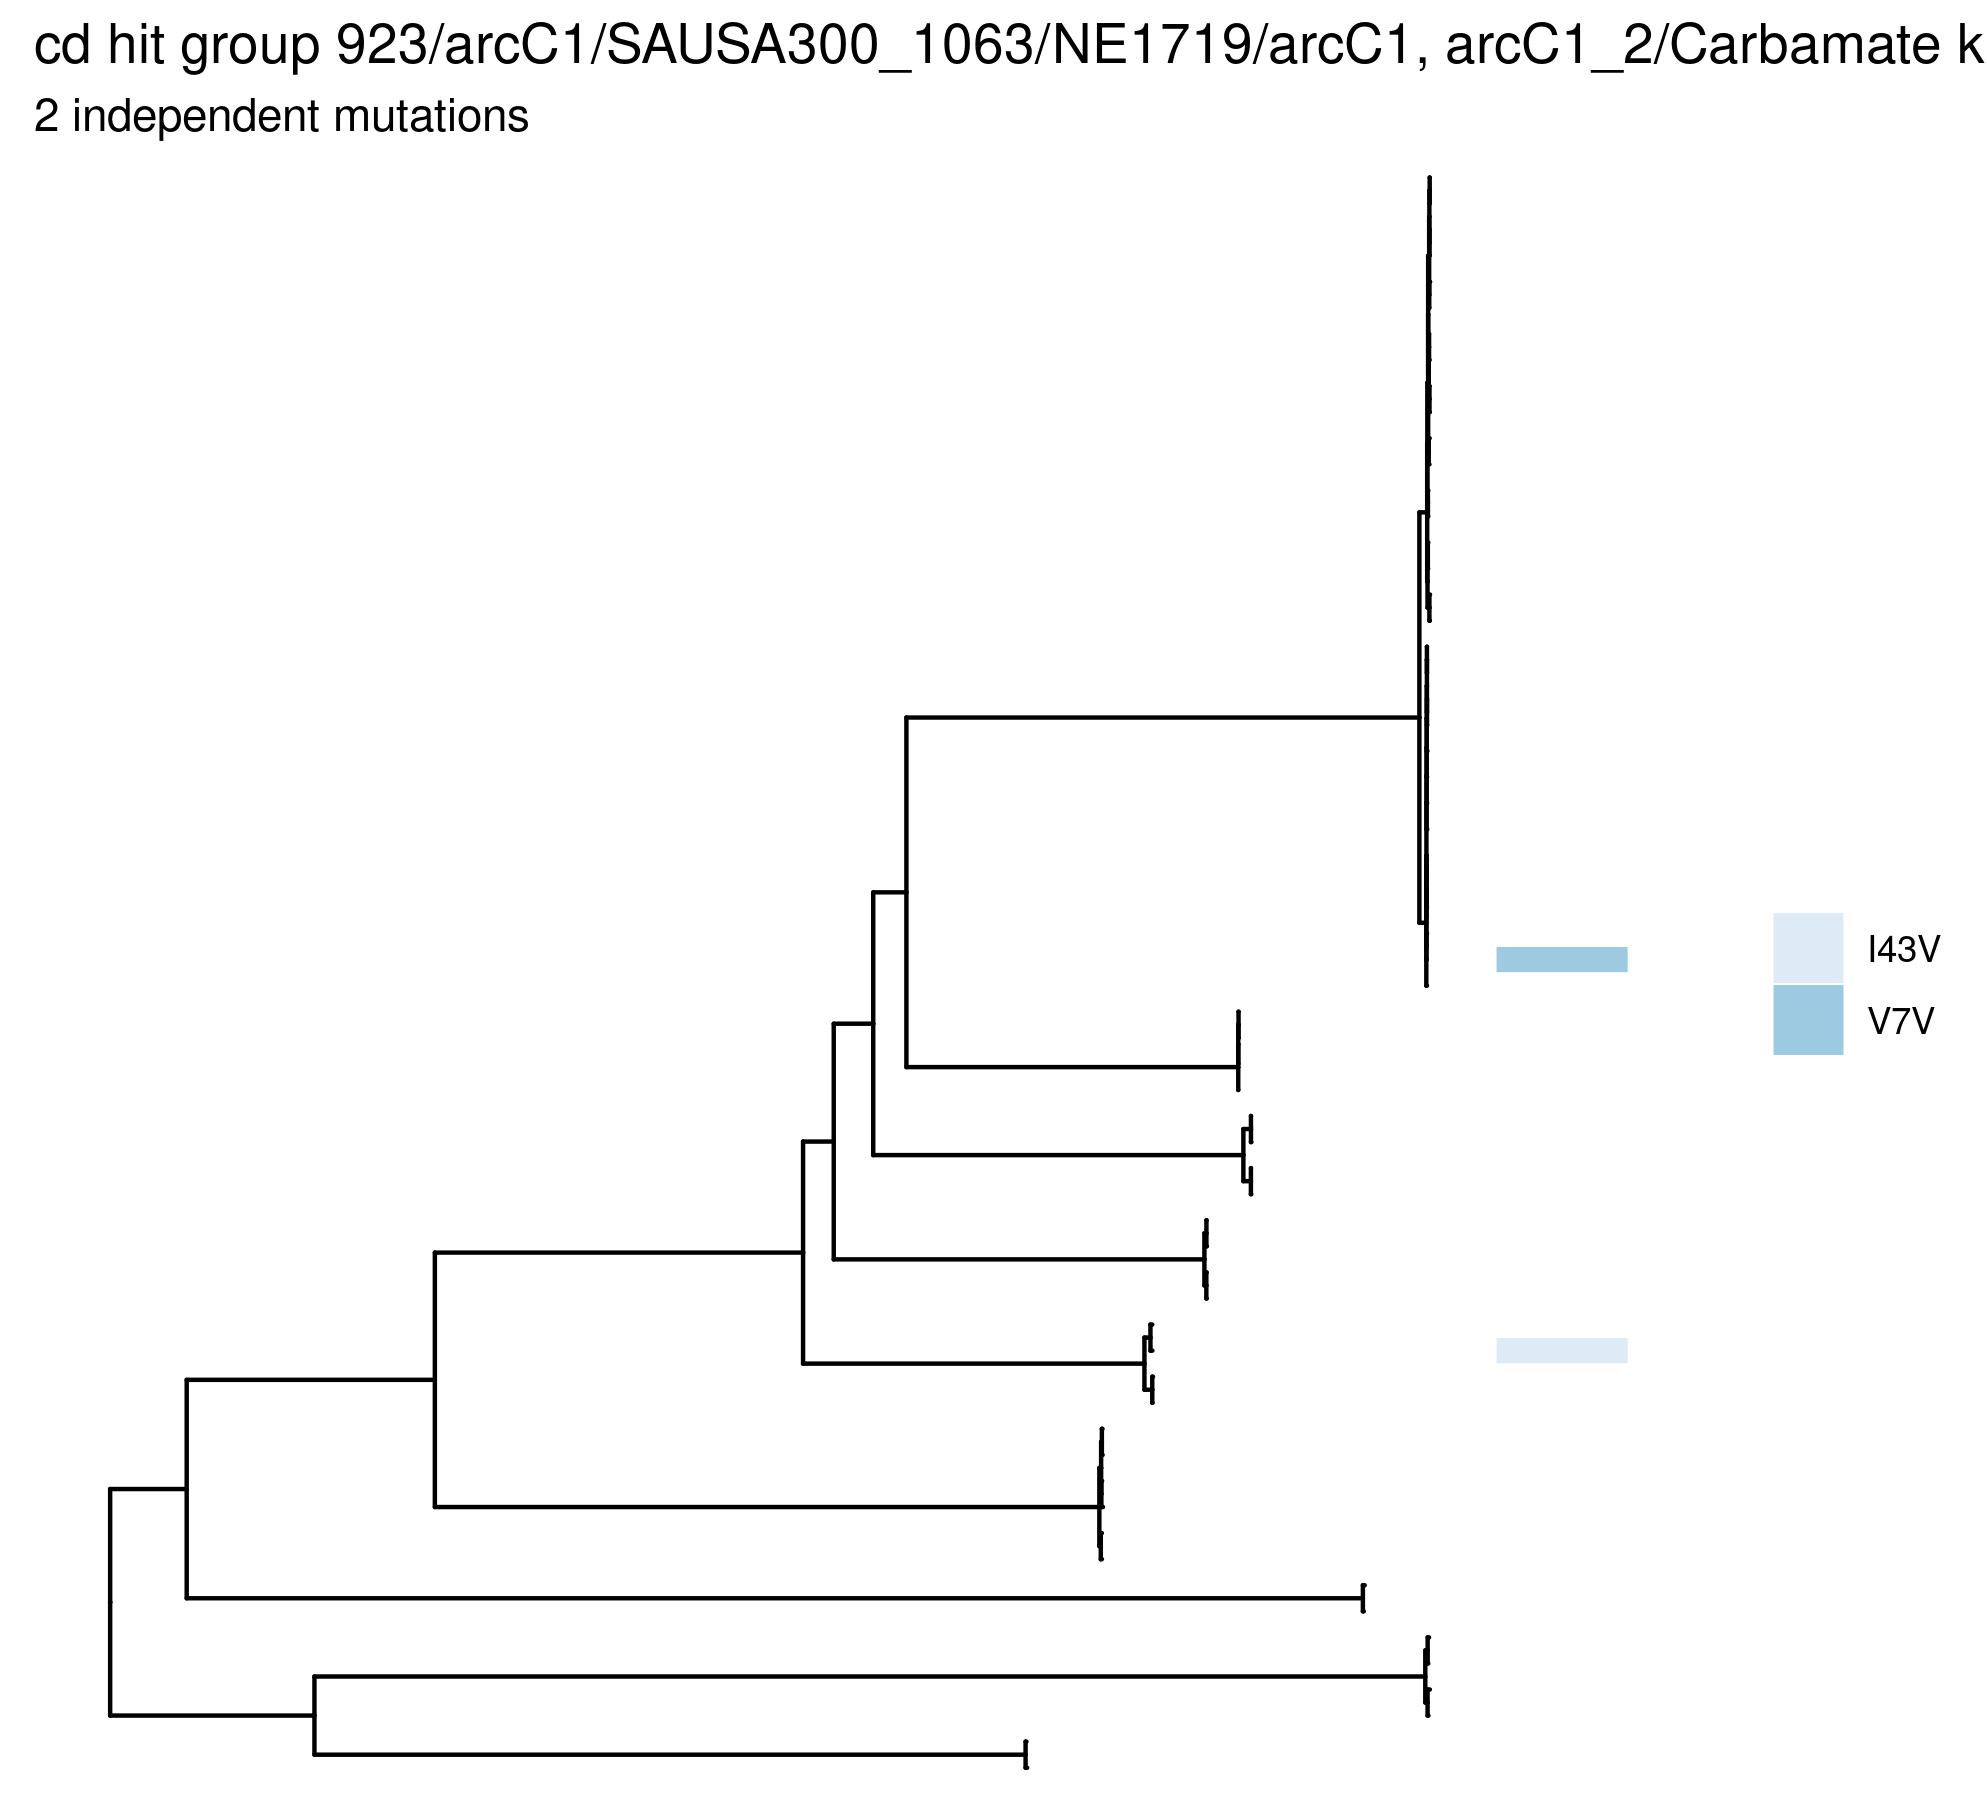 cd hit group 923/arcC1/SAUSA300_1063/NE1719/arcC1, arcC1_2/Carbamate k
2 independent mutations
I43V
V7V